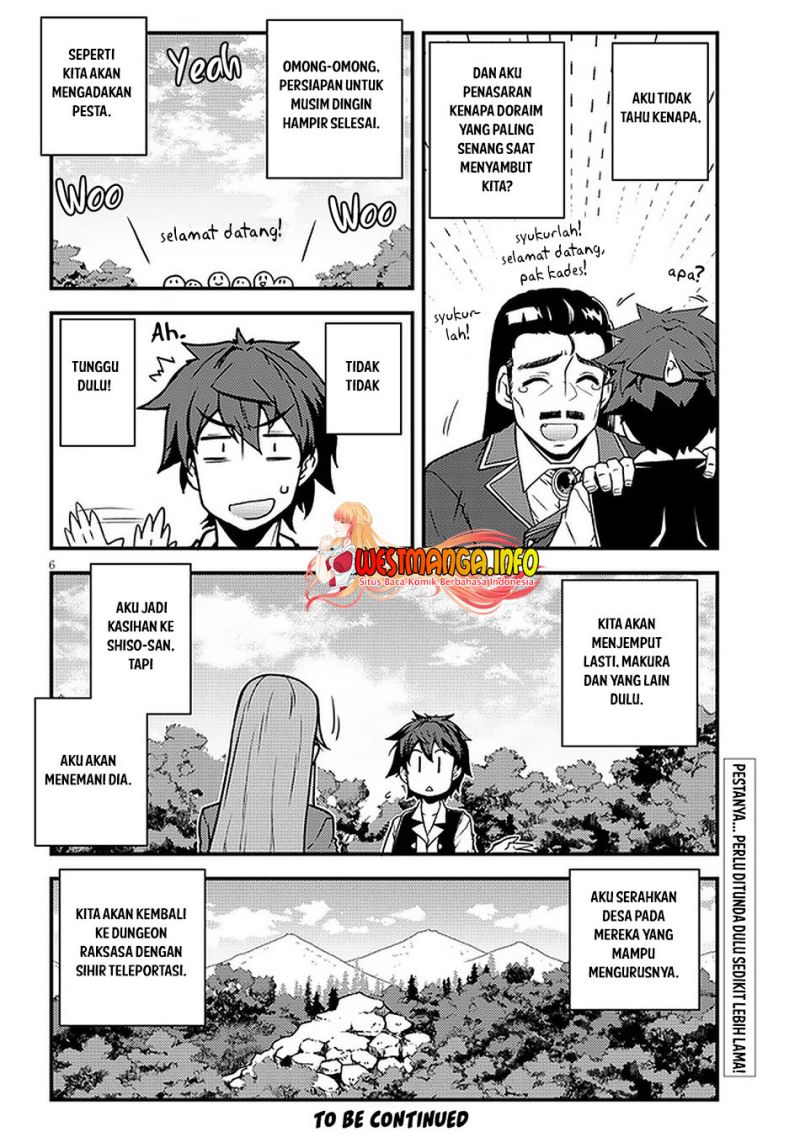 AKU TIDAK
TAHU KENAPA,
DAN AKU
PENASARAN
KENAPA DORAIM
YANG PALING
SENANG SAAT
MENYAMBUT
KITA?
syukurlah!
selamat datang,
pak kades!
apa?
syukur-
lah!
OMONG-OMONG,
PERSIAPAN UNTUK
MUSIM DINGIN
HAMPIR SELESAI.
SEPERTI
KITA AKAN
MENGADAKAN
PESTA.
Yeah
Woo
Woo
selamat datang!
TIDAK
TIDAK
Ah.
TUNGGU
DULU!
6
WESTMANGA.INFO
Situs Baca Komik Berbahasa Indonesia
KITA AKAN
MENJEMPUT
LASTI, MAKURA
DAN YANG LAIN
DULU.
AKU JADI
KASIHAN KE
SHISO-SAN,
TAPI
AKU AKAN
MENEMANI DIA.
AKU SERAHKAN
DESA PADA
MEREKA YANG
MAMPU
MENGURUSNYA.
KITA AKAN KEMBALI
KE DUNGEON
RAKSASA DENGAN
SIHIR TELEPORTASI.
PESTANYA... PERLU DITUNDA DULU SEDIKIT LEBIH LAMA!
TO BE CONTINUED